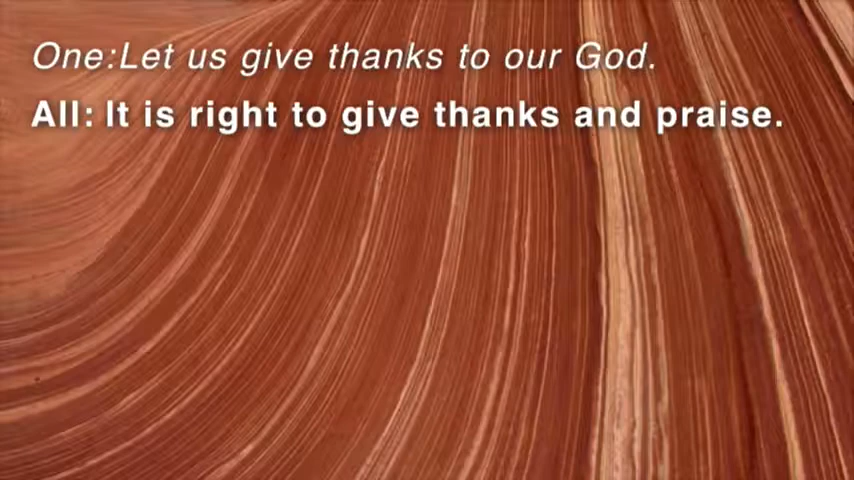 One:Let us give thanks to our God.
All: It is right to give thanks and praise.